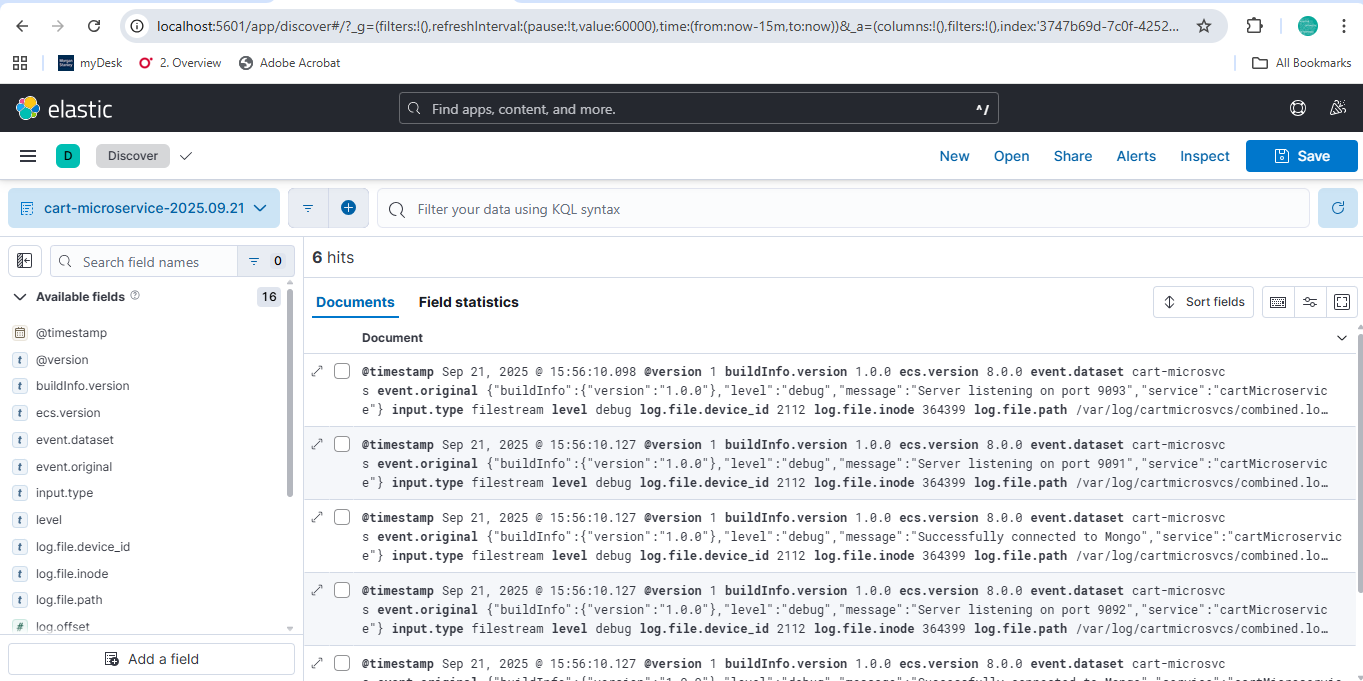 localhost:5601/app/discover#/?_g=(filters:!(),refreshInterval:(pause:!t,value:60000),time:(from:now-15m,to:now))&_a=(columns:!(),filters:!(),index:'3747b69d-7c0f-4252...
myDesk
2. Overview
Adobe Acrobat
All Bookmarks
elastic
Find apps, content, and more.
^/
D
Discover
New
Open
Share
Alerts
Inspect
Save
cart-microservice-2025.09.21
Filter your data using KQL syntax
Search field names
0
6 hits
Available fields
16
Documents
Field statistics
Sort fields
@timestamp
t @version
t buildInfo.version
t ecs.version
t event.dataset
t event.original
t input.type
t level
t log.file.device_id
t log.file.inode
t log.file.path
# log.offset
Add a field
Document
@timestamp Sep 21, 2025 @ 15:56:10.098 @version 1 buildInfo.version 1.0.0 ecs.version 8.0.0 event.dataset cart-microsvc
s event.original {"buildInfo":{"version":"1.0.0"},"level":"debug","message":"Server listening on port 9093","service":"cartMicroservic
e"} input.type filestream level debug log.file.device_id 2112 log.file.inode 364399 log.file.path /var/log/cartmicrosvcs/combined.lo…
@timestamp Sep 21, 2025 @ 15:56:10.127 @version 1 buildInfo.version 1.0.0 ecs.version 8.0.0 event.dataset cart-microsvc
s event.original {"buildInfo":{"version":"1.0.0"},"level":"debug","message":"Server listening on port 9091","service":"cartMicroservic
e"} input.type filestream level debug log.file.device_id 2112 log.file.inode 364399 log.file.path /var/log/cartmicrosvcs/combined.lo…
@timestamp Sep 21, 2025 @ 15:56:10.127 @version 1 buildInfo.version 1.0.0 ecs.version 8.0.0 event.dataset cart-microsvc
s event.original {"buildInfo":{"version":"1.0.0"},"level":"debug","message":"Successfully connected to Mongo","service":"cartMicroservice
e"} input.type filestream level debug log.file.device_id 2112 log.file.inode 364399 log.file.path /var/log/cartmicrosvcs/combined.lo…
@timestamp Sep 21, 2025 @ 15:56:10.127 @version 1 buildInfo.version 1.0.0 ecs.version 8.0.0 event.dataset cart-microsvc
s event.original {"buildInfo":{"version":"1.0.0"},"level":"debug","message":"Server listening on port 9092","service":"cartMicroservic
e"} input.type filestream level debug log.file.device_id 2112 log.file.inode 364399 log.file.path /var/log/cartmicrosvcs/combined.lo…
@timestamp Sep 21, 2025 @ 15:56:10.127 @version 1 buildInfo.version 1.0.0 ecs.version 8.0.0 event.dataset cart-microsvc